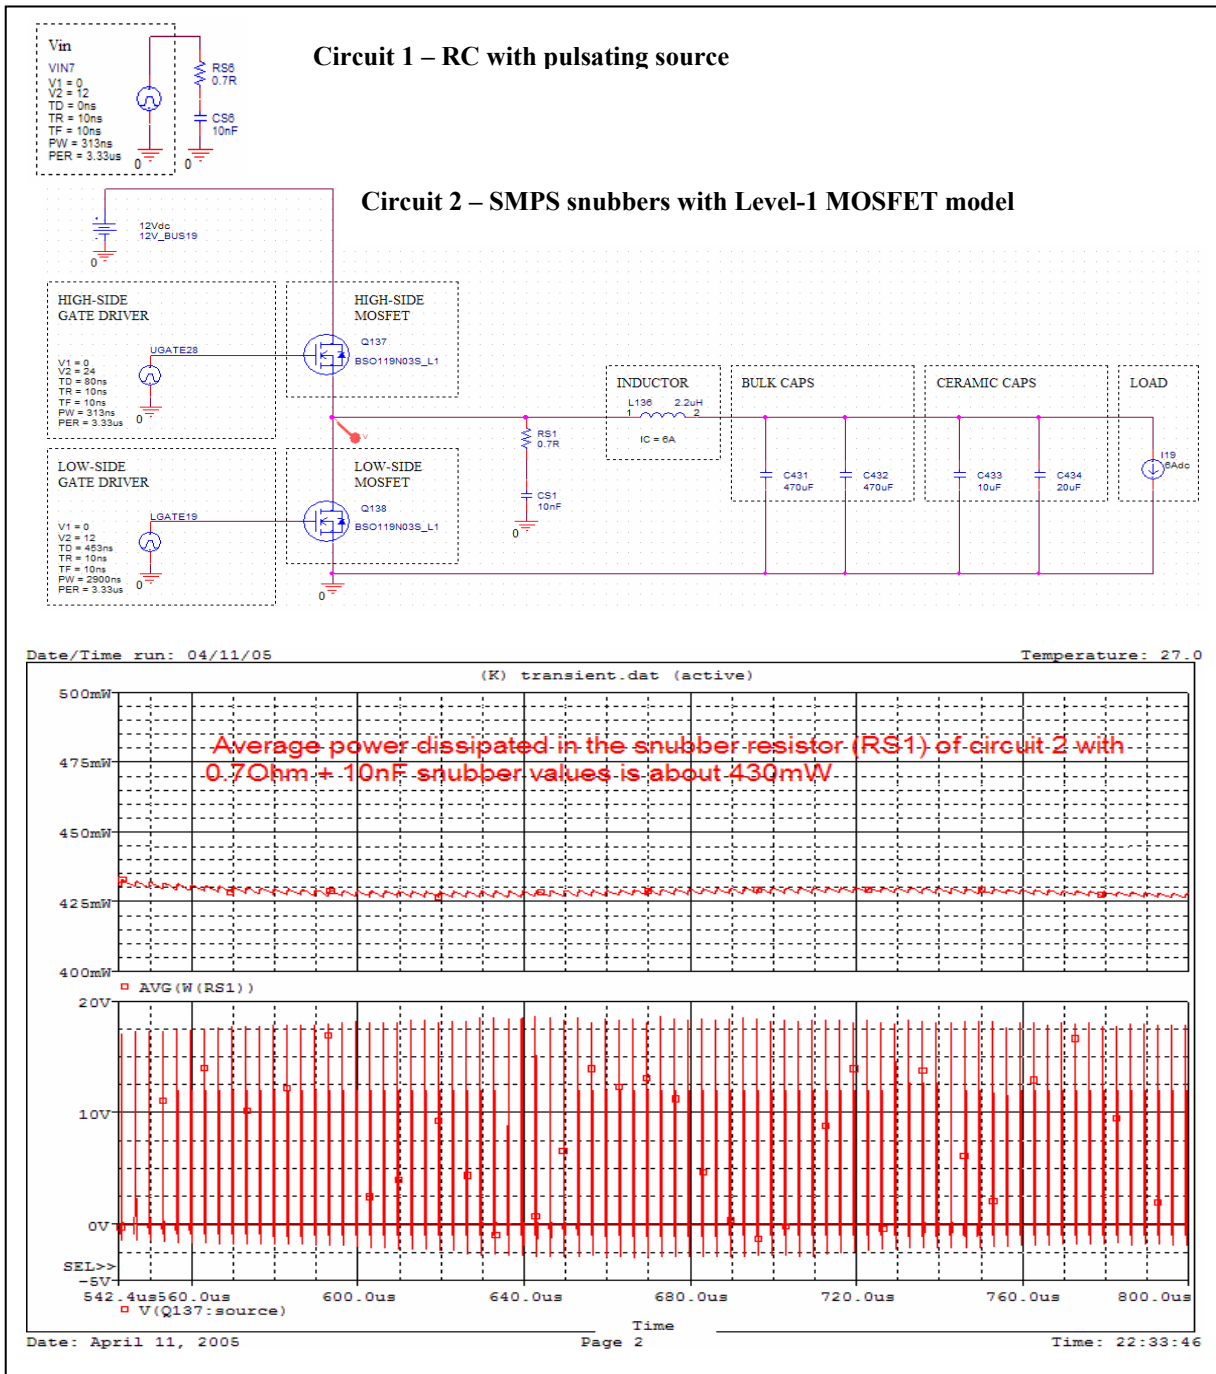 Circuit 1 – RC with pulsating source
Vin
VIN7
V1 = 0
V2 = 12
TD = 0ns
TR = 10ns
TF = 10ns
PW = 313ns
PER = 3.33us
RS6
0.7R
CS6
10nF
0
0
Circuit 2 – SMPS snubbers with Level-1 MOSFET model
12Vdc
12V_BUS19
0
HIGH-SIDE
GATE DRIVER
UGATE28
V1 = 0
V2 = 24
TD = 80ns
TR = 10ns
TF = 10ns
PW = 313ns
PER = 3.33us
0
HIGH-SIDE
MOSFET
Q137
BSO119N03S_L1
V
LOW-SIDE
GATE DRIVER
LGATE19
V1 = 0
V2 = 12
TD = 453ns
TR = 10ns
TF = 10ns
PW = 2900ns
PER = 3.33us
0
LOW-SIDE
MOSFET
Q138
BSO119N03S_L1
0
RS1
0.7R
CS1
10nF
0
INDUCTOR
L136 2.2uH
1 2
IC = 6A
BULK CAPS
C431
470uF
C432
470uF
CERAMIC CAPS
C433
10uF
C434
20uF
LOAD
I19
6Adc
Date/Time run: 04/11/05 Temperature: 27.0
(K) transient.dat (active)
500mW
475mW
450mW
425mW
400mW
Average power dissipated in the snubber resistor (RS1) of circuit 2 with
0.7Ohm + 10nF snubber values is about 430mW
AVG(W(RS1))
20V
10V
0V
SEL>>
-5V
542.4us 560.0us 600.0us 640.0us 680.0us 720.0us 760.0us 800.0us
V(Q137:source)
Time
Date: April 11, 2005 Page 2 Time: 22:33:46